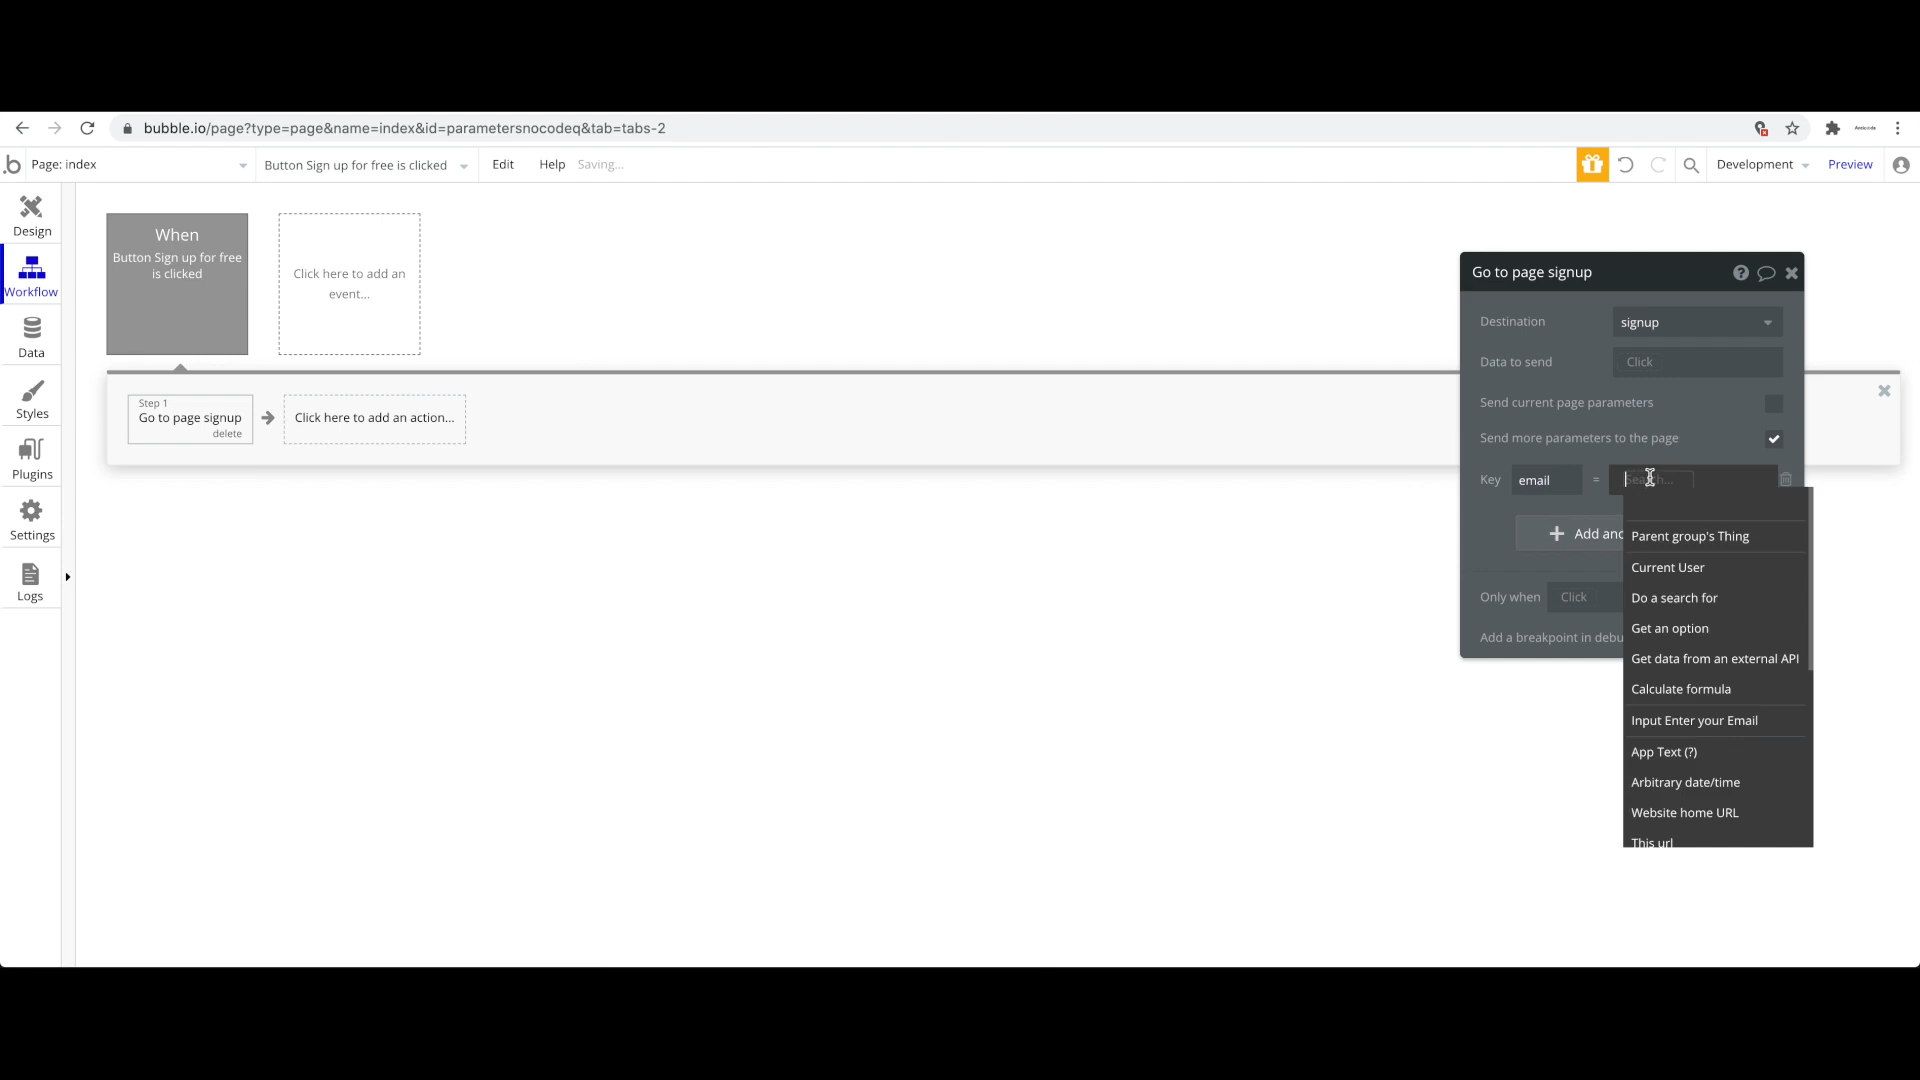 bubble.io/page?type=page&name=index&id=parametersnocodeq&tab=tabs-2
Page: index
Button Sign up for free is clicked
Edit
Help
Saving...
Development
Preview
Design
Workflow
Data
Styles
Plugins
Settings
Logs
When
Button Sign up for free
is clicked
Click here to add an
event...
Step 1
Go to page signup
delete
Click here to add an action...
Go to page signup
Destination
signup
Data to send
Click
Send current page parameters
Send more parameters to the page
Key
email
=
Search...
Add ano
Only when
Click
Add a breakpoint in debu
Parent group's Thing
Current User
Do a search for
Get an option
Get data from an external API
Calculate formula
Input Enter your Email
App Text (?)
Arbitrary date/time
Website home URL
This url